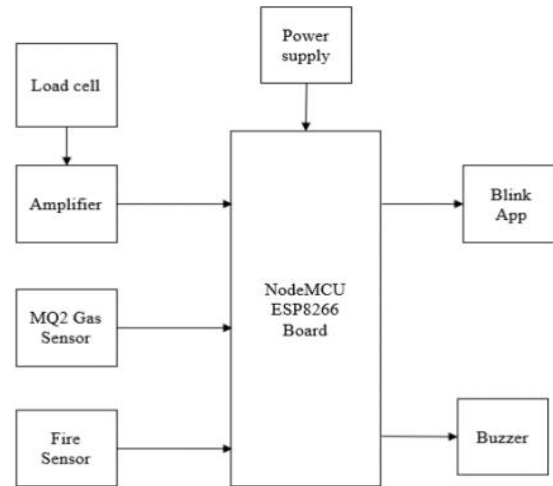 Power
supply
Load cell
Amplifier
Blink
App
NodeMCU
ESP8266
Board
MQ2 Gas
Sensor
Fire
Sensor
Buzzer